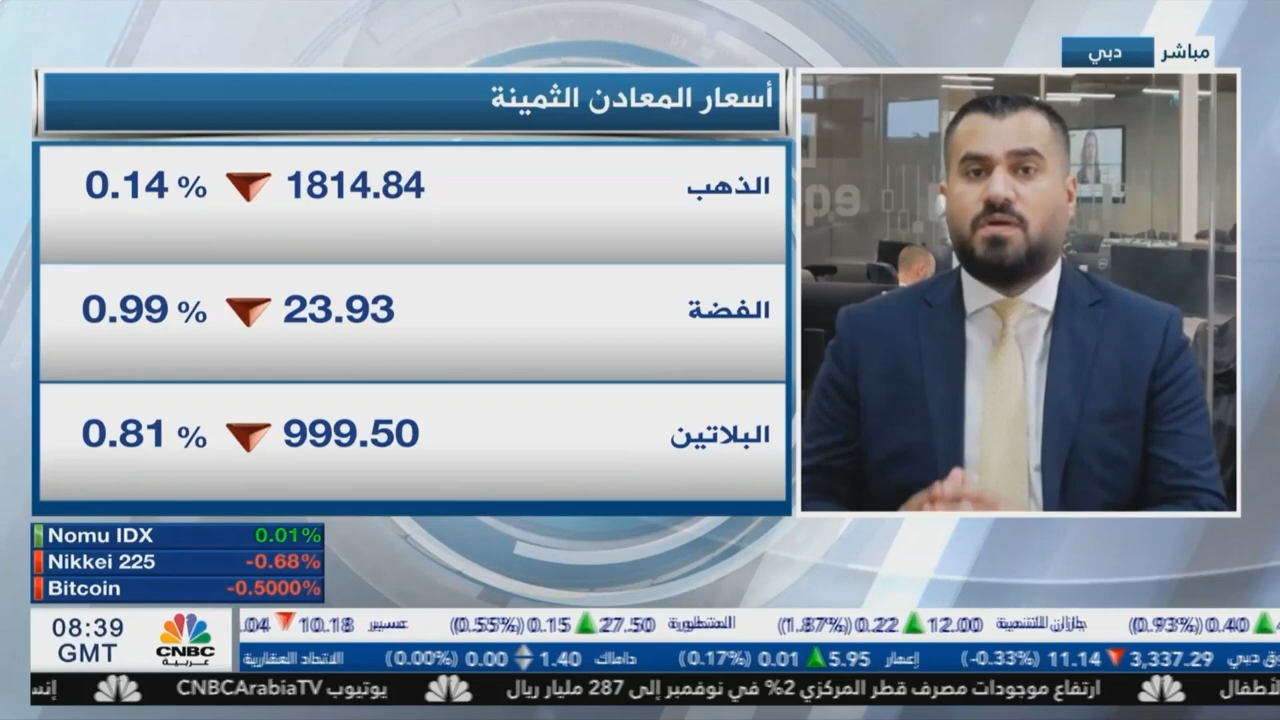 مباشر دبي
أسعار المعادن الثمينة
الذهب 1814.84 0.14 %
الفضة 23.93 0.99 %
البلاتين 999.50 0.81 %
Nomu IDX 0.01%
Nikkei 225 -0.68%
Bitcoin -0.5000%
08:39
GMT
CNBC
عربية
0.40 (0.93%) جازان للتنمية 12.00 0.22 (1.87%) المتطورة 27.50 0.15 (0.55%) عسير 10.18
دبي 3,337.29 11.14 (-0.33%) إعمار 5.95 0.01 (0.17%) داماك 1.40 0.00 (0.00%) الاتحاد العقارية
ارتفاع موجودات مصرف قطر المركزي 2% في نوفمبر إلى 287 مليار ريال يوتيوب CNBCArabiaTV